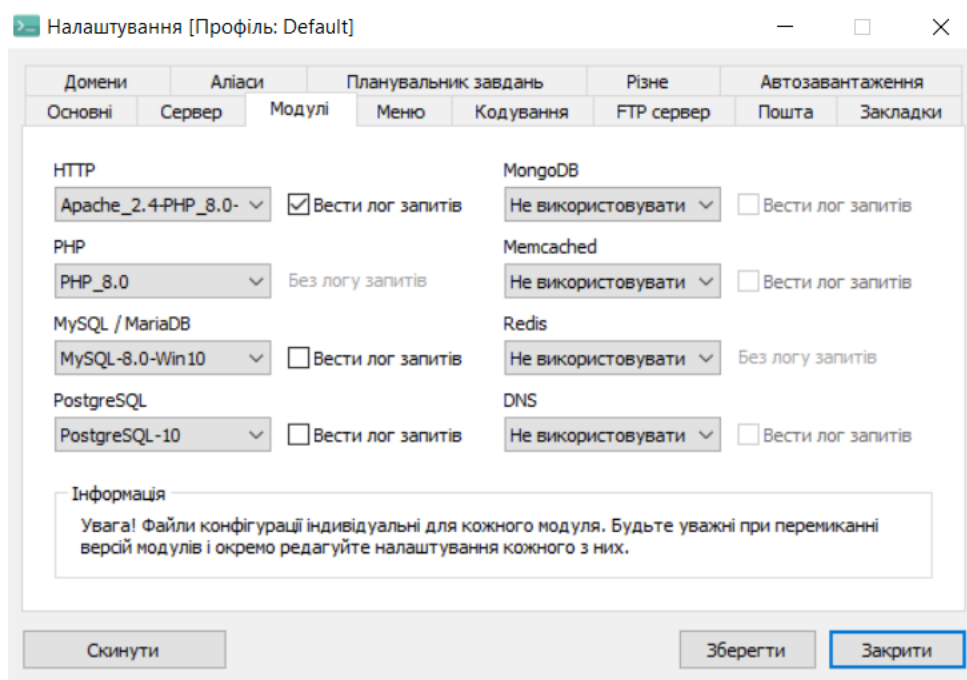 Налаштування [Профіль: Default]
Домени Аліаси Планувальник завдань Різне Автозавантаження
Основні Сервер Модулі Меню Кодування FTP сервер Пошта Закладки
HTTP
Apache_2.4-PHP_8.0- Вести лог запитів
PHP
PHP_8.0 Без логу запитів
MySQL / MariaDB
MySQL-8.0-Win10 Вести лог запитів
PostgreSQL
PostgreSQL-10 Вести лог запитів
MongoDB
Не використовувати Вести лог запитів
Memcached
Не використовувати Вести лог запитів
Redis
Не використовувати Без логу запитів
DNS
Не використовувати Вести лог запитів
Інформація
Увага! Файли конфігурації індивідуальні для кожного модуля. Будьте уважні при перемиканні
версій модулів і окремо редагуйте налаштування кожного з них.
Скинути Зберегти Закрити